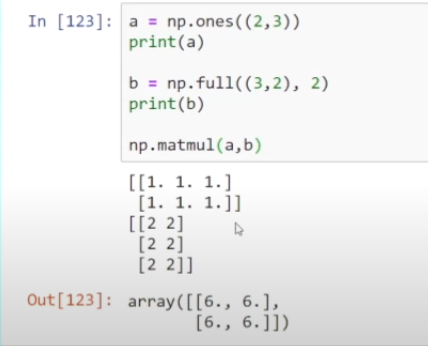 In [123]: a = np.ones((2,3))
print(a)
b = np.full((3,2), 2)
print(b)
np.matmul(a,b)
[[1. 1. 1.]
[1. 1. 1.]]
[[2 2]
[2 2]
[2 2]]
Out[123]: array([[6., 6.],
[6., 6.]])